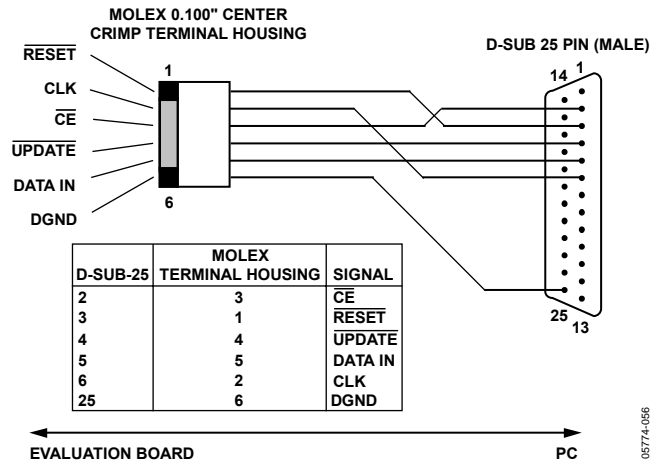 MOLEX 0.100" CENTER
CRIMP TERMINAL HOUSING
D-SUB 25 PIN (MALE)
RESET
CLK
CE
UPDATE
DATA IN
DGND
1
6
14 1
25 13
D-SUB-25 MOLEX TERMINAL HOUSING SIGNAL
2 3 CE
3 1 RESET
4 4 UPDATE
5 5 DATA IN
6 2 CLK
25 6 DGND
EVALUATION BOARD PC
05774-056